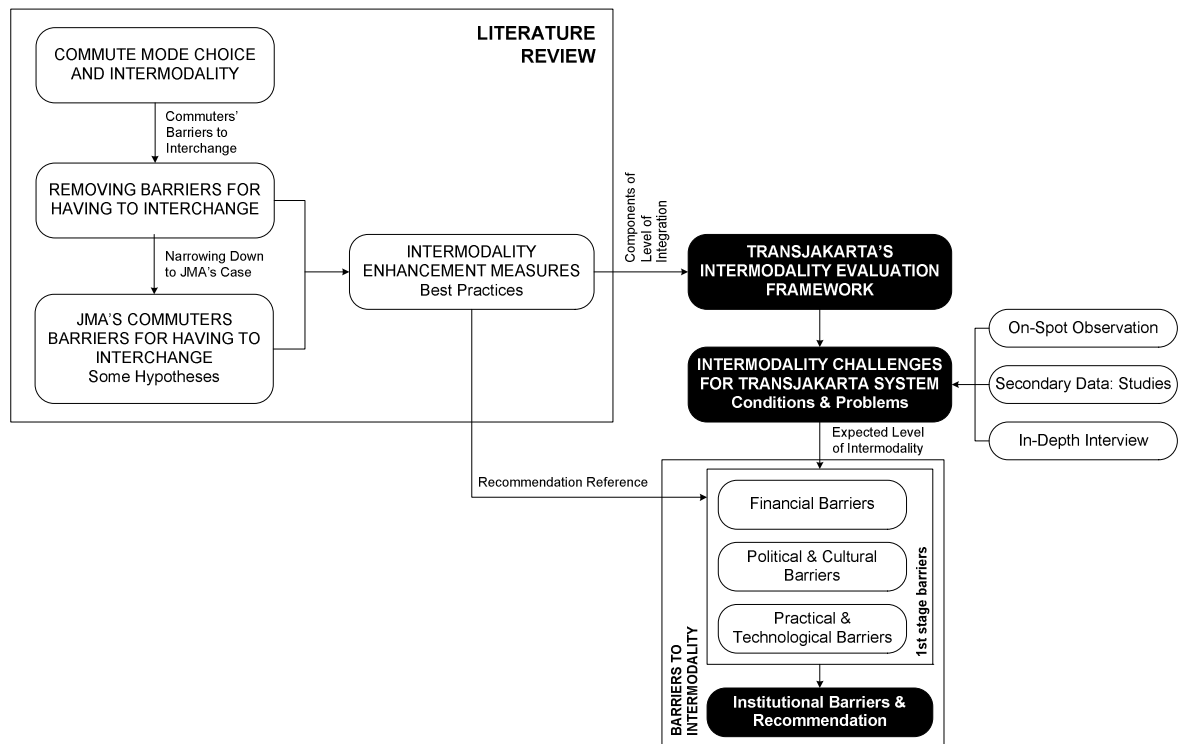 LITERATURE
REVIEW
COMMUTE MODE CHOICE
AND INTERMODALITY
Commuters'
Barriers to
Interchange
REMOVING BARRIERS FOR
HAVING TO INTERCHANGE
Narrowing Down
to JMA's Case
JMA'S COMMUTERS
BARRIERS FOR HAVING TO
INTERCHANGE
Some Hypotheses
INTERMODALITY
ENHANCEMENT MEASURES
Best Practices
Components of
Level of
Integration
TRANSJAKARTA'S
INTERMODALITY EVALUATION
FRAMEWORK
INTERMODALITY CHALLENGES
FOR TRANSJAKARTA SYSTEM
Conditions & Problems
On-Spot Observation
Secondary Data: Studies
In-Depth Interview
Expected Level
of Intermodality
Recommendation Reference
Financial Barriers
Political & Cultural
Barriers
Practical &
Technological Barriers
1st stage barriers
BARRIERS TO
INTERMODALITY
Institutional Barriers &
Recommendation